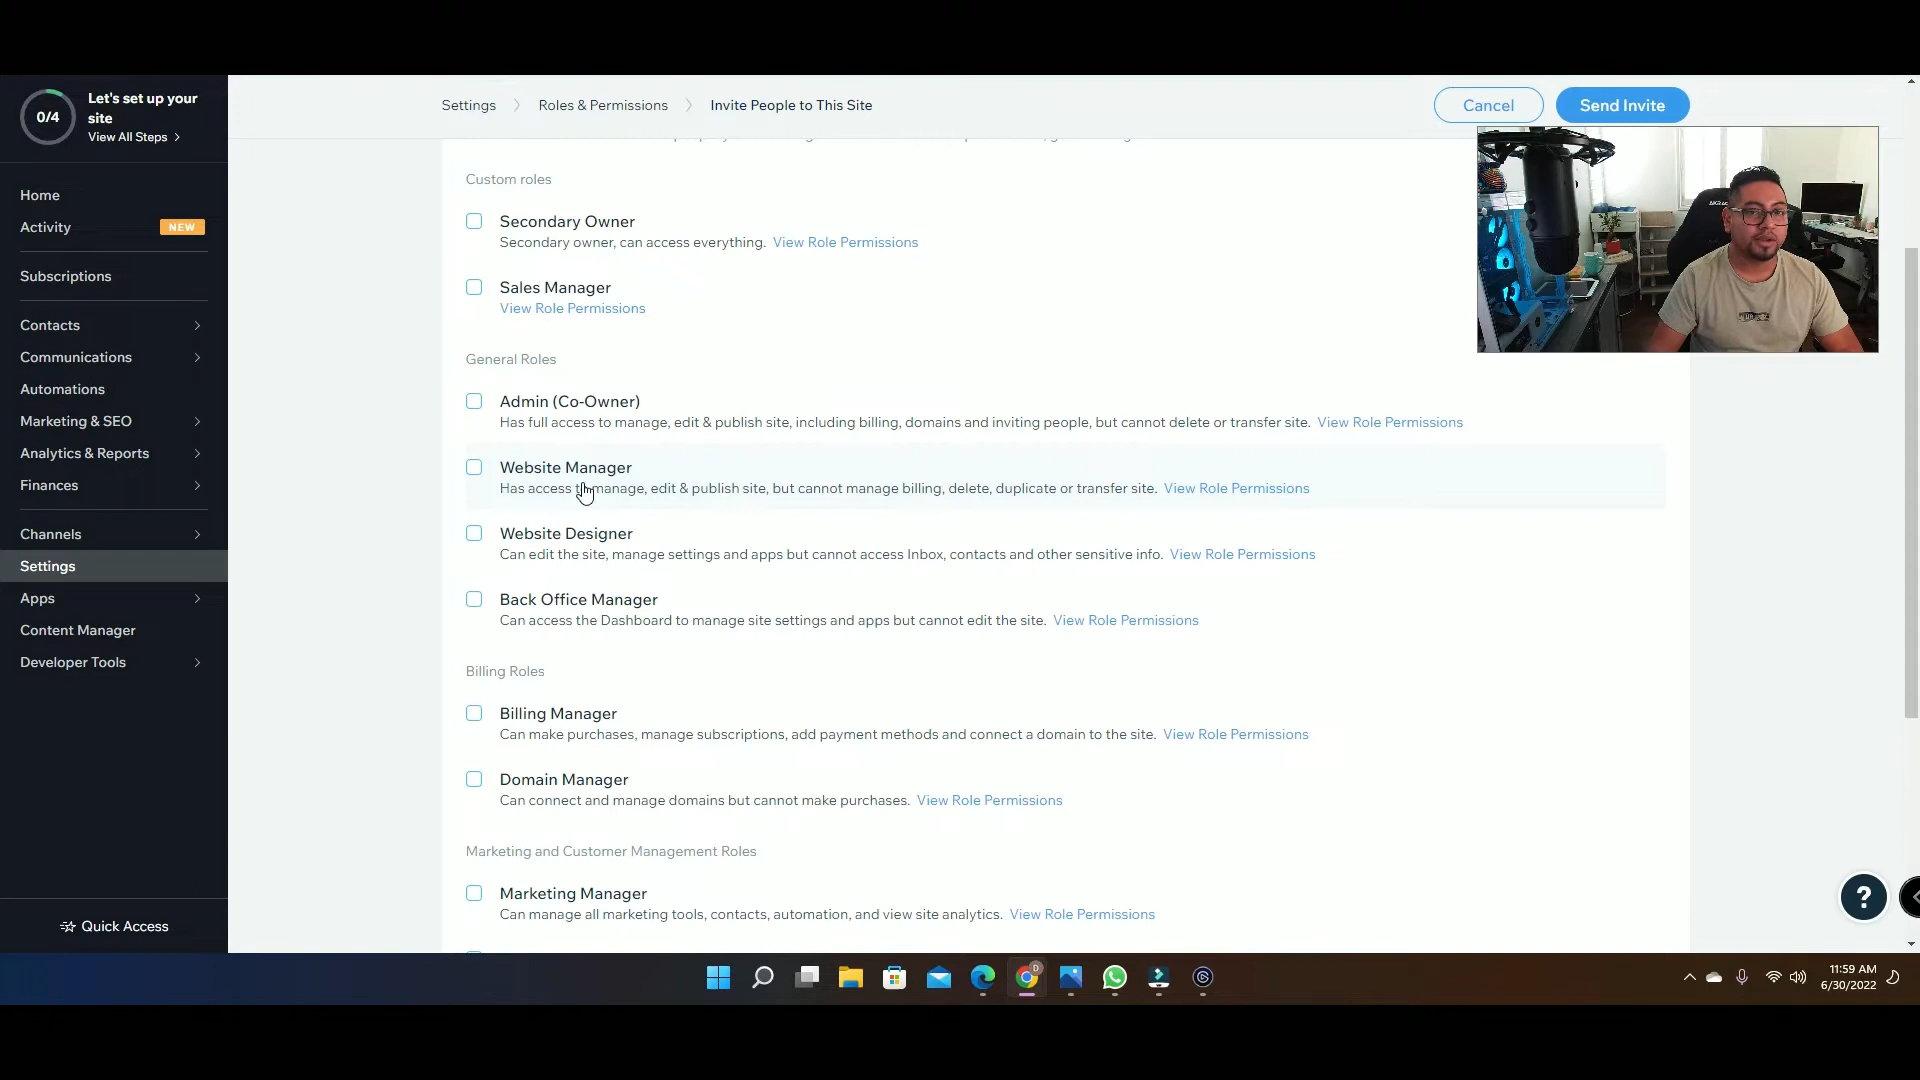 0/4
Let's set up your
site
View All Steps
Settings
Roles & Permissions
Invite People to This Site
Cancel
Send Invite
Home
Activity
NEW
Subscriptions
Contacts
Communications
Automations
Marketing & SEO
Analytics & Reports
Finances
Channels
Settings
Apps
Content Manager
Developer Tools
Quick Access
Custom roles
Secondary Owner
Secondary owner, can access everything. View Role Permissions
Sales Manager
View Role Permissions
General Roles
Admin (Co-Owner)
Has full access to manage, edit & publish site, including billing, domains and inviting people, but cannot delete or transfer site. View Role Permissions
Website Manager
Has access to manage, edit & publish site, but cannot manage billing, delete, duplicate or transfer site. View Role Permissions
Website Designer
Can edit the site, manage settings and apps but cannot access Inbox, contacts and other sensitive info. View Role Permissions
Back Office Manager
Can access the Dashboard to manage site settings and apps but cannot edit the site. View Role Permissions
Billing Roles
Billing Manager
Can make purchases, manage subscriptions, add payment methods and connect a domain to the site. View Role Permissions
Domain Manager
Can connect and manage domains but cannot make purchases. View Role Permissions
Marketing and Customer Management Roles
Marketing Manager
Can manage all marketing tools, contacts, automation, and view site analytics. View Role Permissions
?
D
11:59 AM
6/30/2022